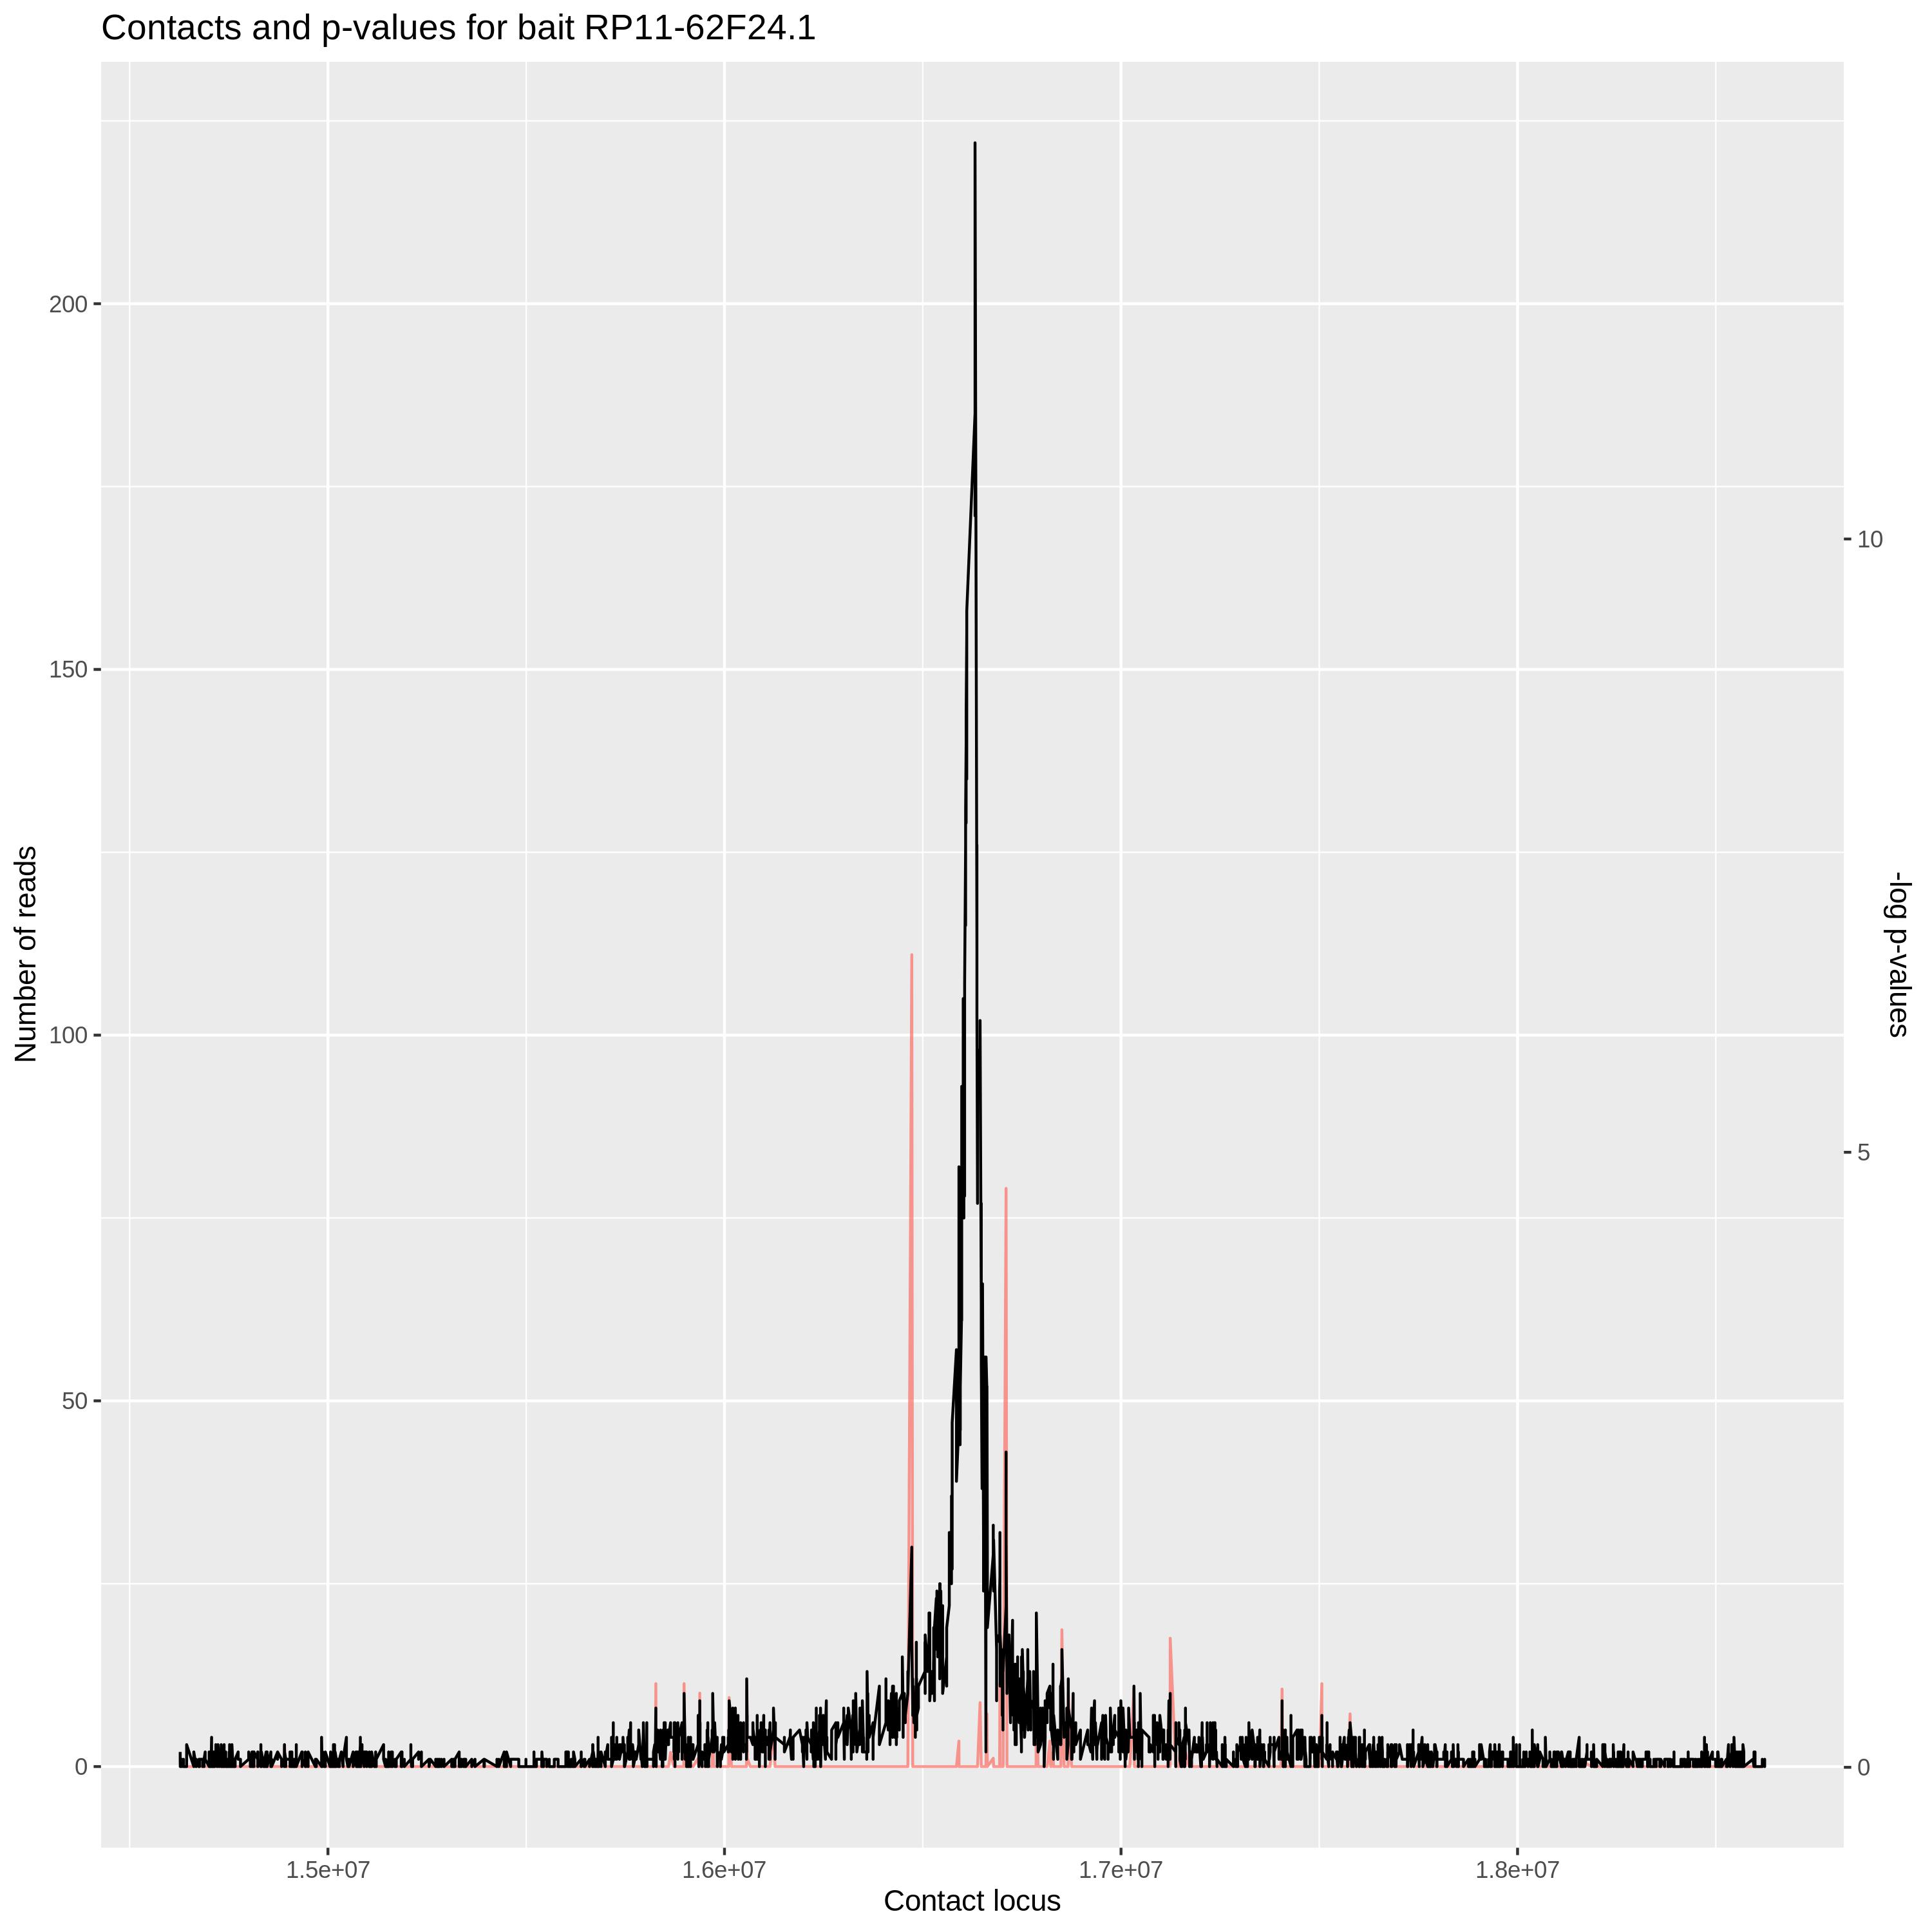 Contacts and p-values for bait RP11-62F24.1
200
150
100
50
0
Number of reads
10
5
0
-log p-values
1.5e+07
1.6e+07
1.7e+07
1.8e+07
Contact locus